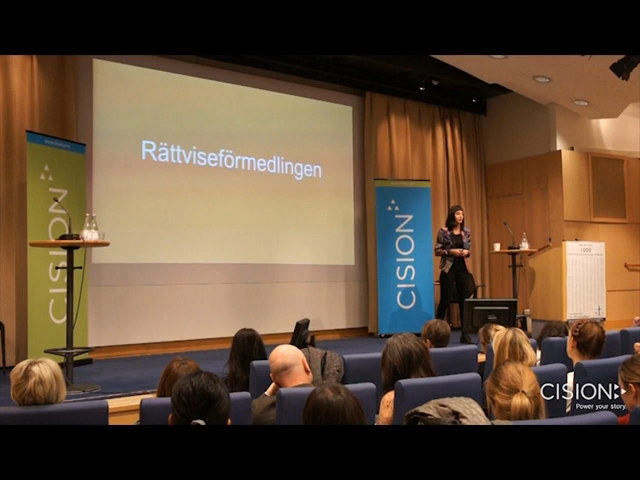 Rättviseförmedlingen
CISION
CISION
CISION
Power your story.